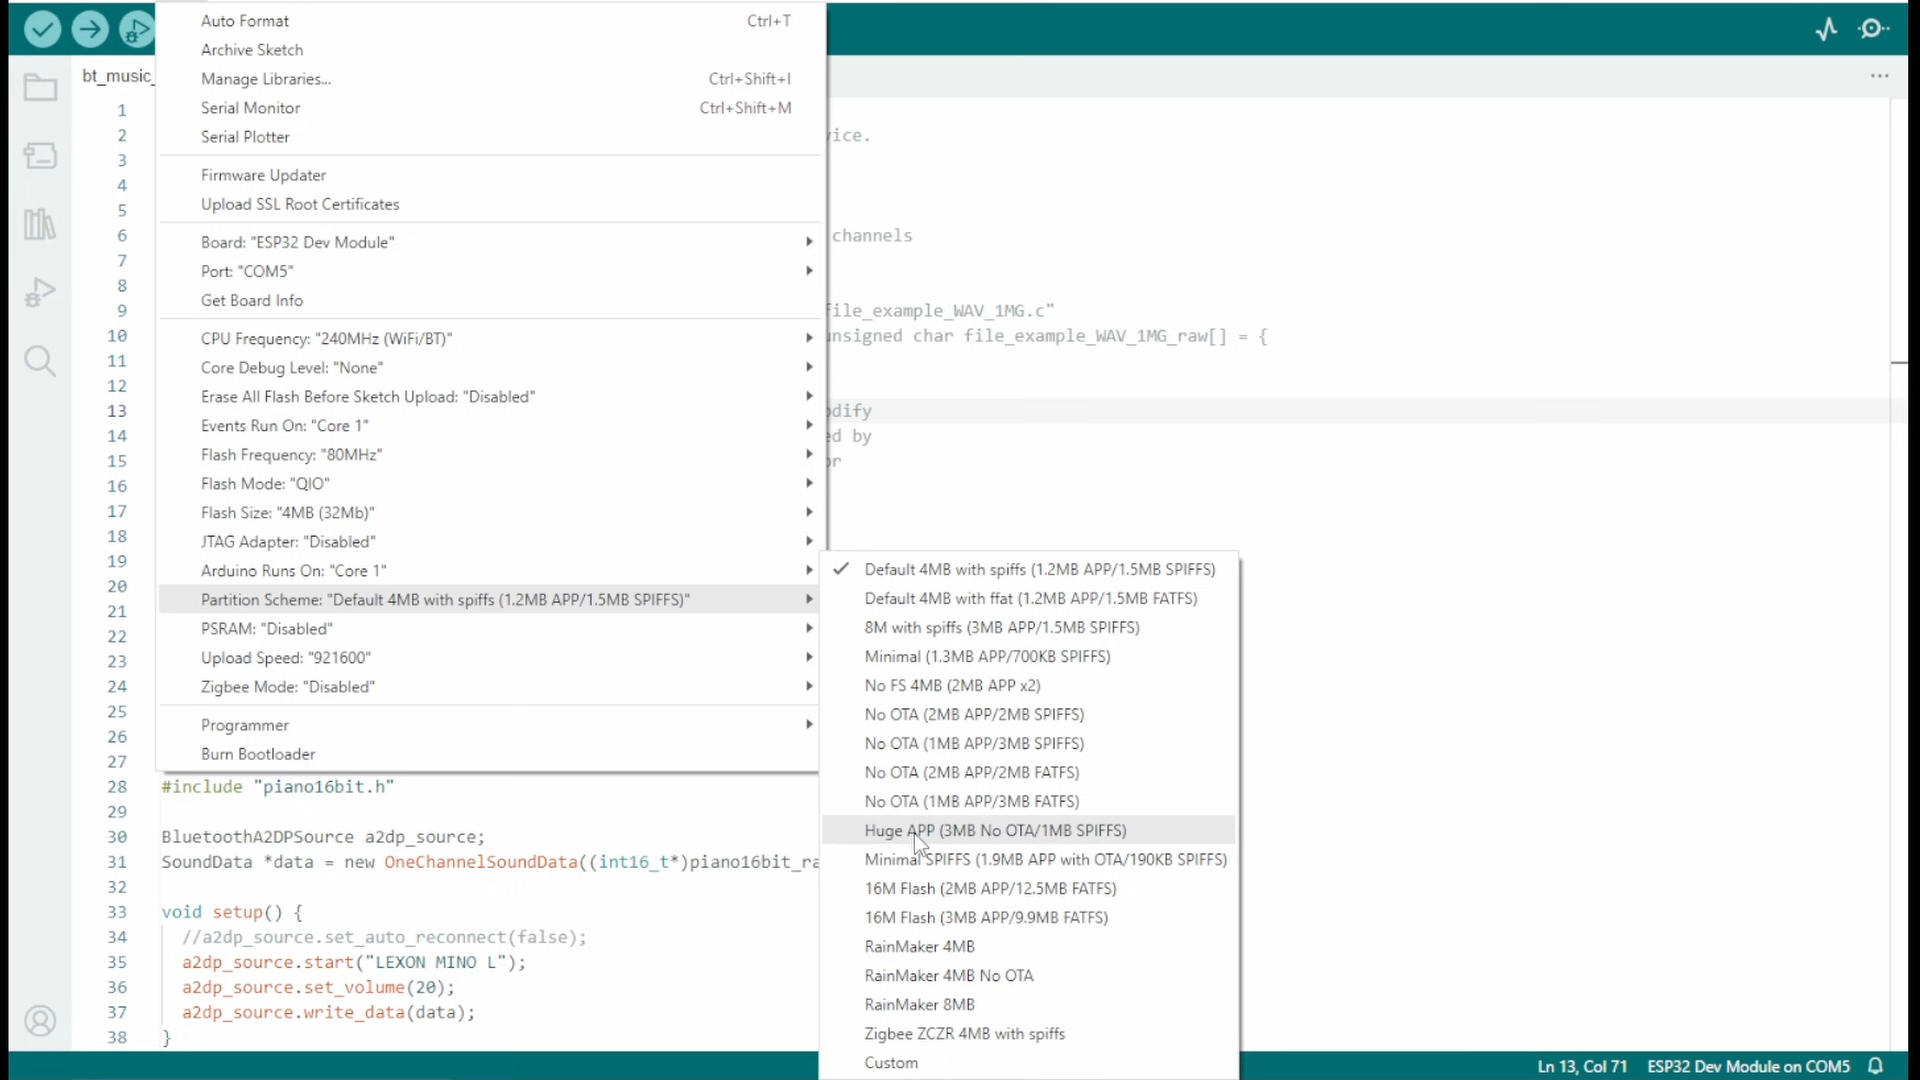 bt_music_
Auto Format Ctrl+T
Archive Sketch
Manage Libraries... Ctrl+Shift+I
Serial Monitor Ctrl+Shift+M
Serial Plotter
Firmware Updater
Upload SSL Root Certificates
Board: "ESP32 Dev Module"
Port: "COM5"
Get Board Info
CPU Frequency: "240MHz (WiFi/BT)"
Core Debug Level: "None"
Erase All Flash Before Sketch Upload: "Disabled"
Events Run On: "Core 1"
Flash Frequency: "80MHz"
Flash Mode: "QIO"
Flash Size: "4MB (32Mb)"
JTAG Adapter: "Disabled"
Arduino Runs On: "Core 1"
Partition Scheme: "Default 4MB with spiffs (1.2MB APP/1.5MB SPIFFS)"
PSRAM: "Disabled"
Upload Speed: "921600"
Zigbee Mode: "Disabled"
Programmer
Burn Bootloader
Default 4MB with spiffs (1.2MB APP/1.5MB SPIFFS)
Default 4MB with ffat (1.2MB APP/1.5MB FATFS)
8M with spiffs (3MB APP/1.5MB SPIFFS)
Minimal (1.3MB APP/700KB SPIFFS)
No FS 4MB (2MB APP x2)
No OTA (2MB APP/2MB SPIFFS)
No OTA (1MB APP/3MB SPIFFS)
No OTA (2MB APP/2MB FATFS)
No OTA (1MB APP/3MB FATFS)
Huge APP (3MB No OTA/1MB SPIFFS)
Minimal SPIFFS (1.9MB APP with OTA/190KB SPIFFS)
16M Flash (2MB APP/12.5MB FATFS)
16M Flash (3MB APP/9.9MB FATFS)
RainMaker 4MB
RainMaker 4MB No OTA
RainMaker 8MB
Zigbee ZCZR 4MB with spiffs
Custom
1
2 vice.
3
4
5
6 channels
7
8
9 file_example_WAV_1MG.c"
10 unsigned char file_example_WAV_1MG_raw[] = {
11
12
13 odify
14 ed by
15 or
16
17
18
19
20
21
22
23
24
25
26
27
28 #include "piano16bit.h"
29
30 BluetoothA2DPSource a2dp_source;
31 SoundData *data = new OneChannelSoundData((int16_t*)piano16bit_ra
32
33 void setup() {
34 //a2dp_source.set_auto_reconnect(false);
35 a2dp_source.start("LEXON MINO L");
36 a2dp_source.set_volume(20);
37 a2dp_source.write_data(data);
38 }
Ln 13, Col 71 ESP32 Dev Module on COM5